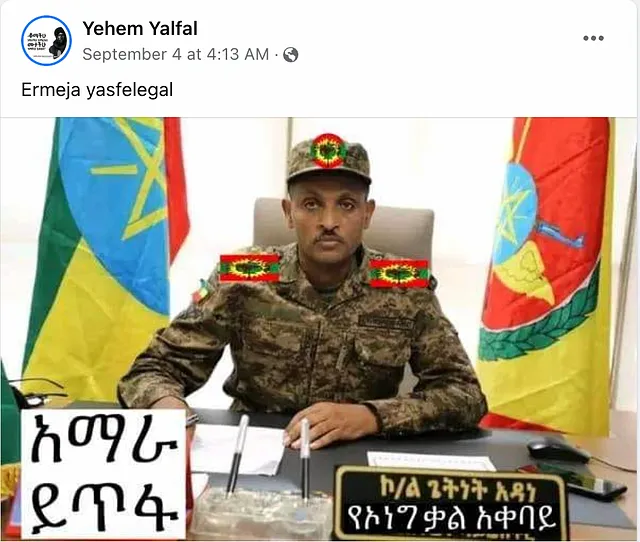 Yehem Yalfal
September 4 at 4:13 AM
Ermeja yasfelegal
አማራ
ይጥፋ
ኮ/ል ጌትነት አዳነ
የኦነግ ቃል አቀባይ